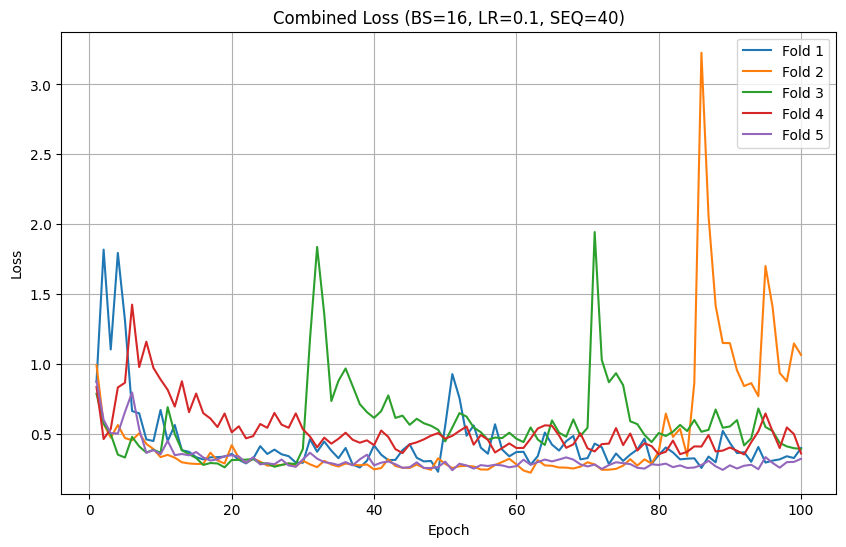 Combined Loss (BS=16, LR=0.1, SEQ=40)
Fold 1
Fold 2
Fold 3
Fold 4
Fold 5
3.0
2.5
2.0
1.5
1.0
0.5
Loss
0 20 40 60 80 100
Epoch